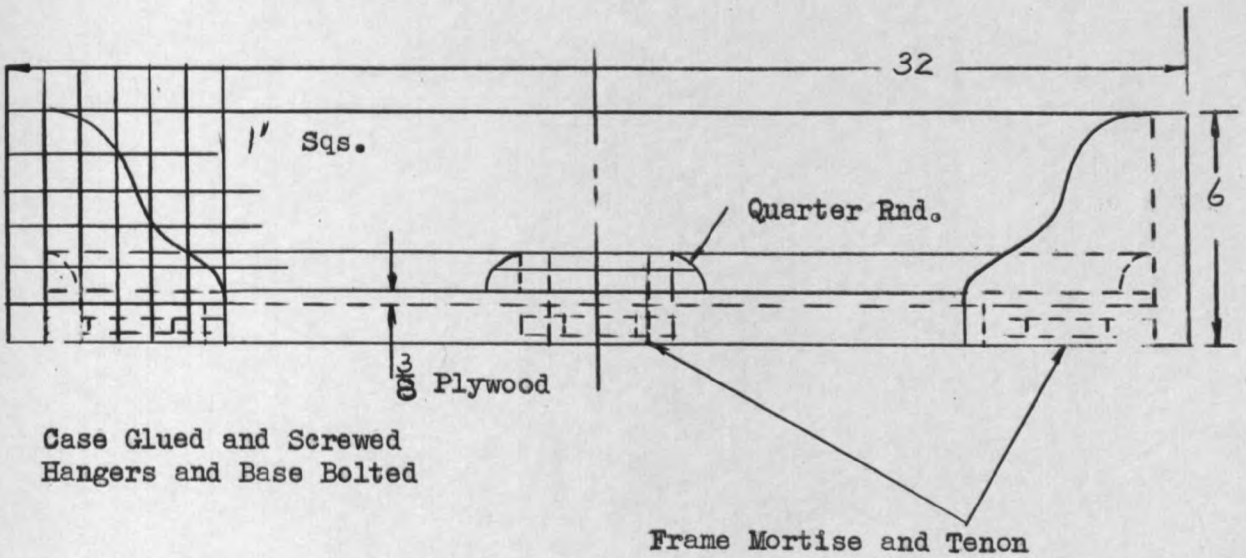 32
1" Sqs.
6
Quarter Rnd.
3/8 Plywood
Case Glued and Screwed
Hangers and Base Bolted
Frame Mortise and Tenon